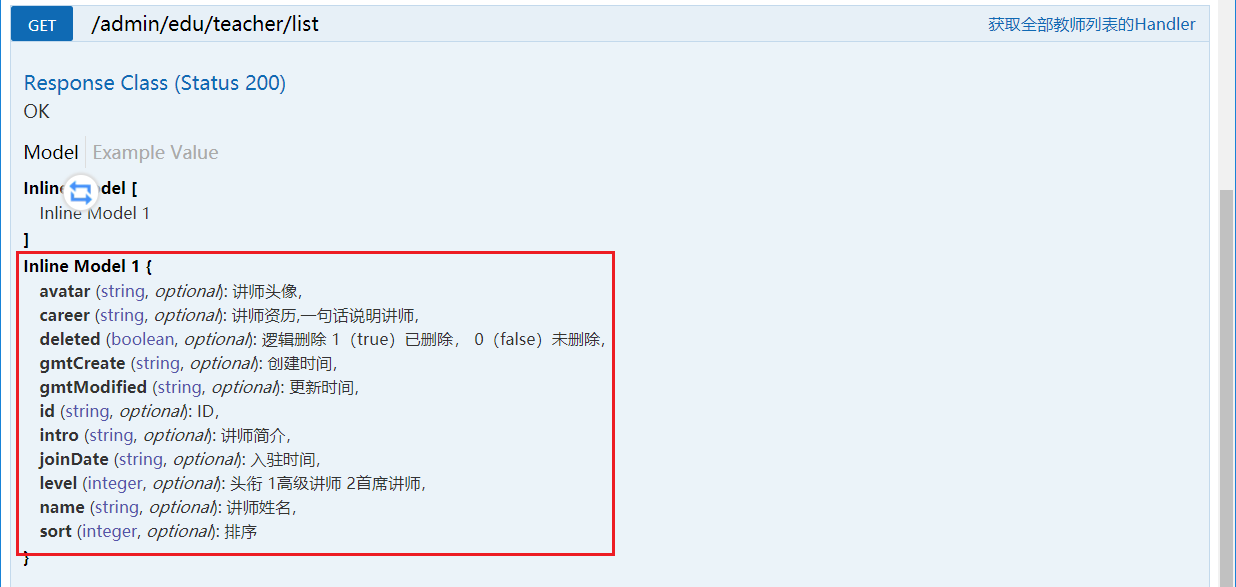 GET /admin/edu/teacher/list 获取全部教师列表的Handler
Response Class (Status 200)
OK
Model Example Value
Inline Model [
Inline Model 1
]
Inline Model 1 {
avatar (string, optional): 讲师头像,
career (string, optional): 讲师资历,一句话说明讲师,
deleted (boolean, optional): 逻辑删除 1（true）已删除， 0（false）未删除,
gmtCreate (string, optional): 创建时间,
gmtModified (string, optional): 更新时间,
id (string, optional): ID,
intro (string, optional): 讲师简介,
joinDate (string, optional): 入驻时间,
level (integer, optional): 头衔 1高级讲师 2首席讲师,
name (string, optional): 讲师姓名,
sort (integer, optional): 排序
}